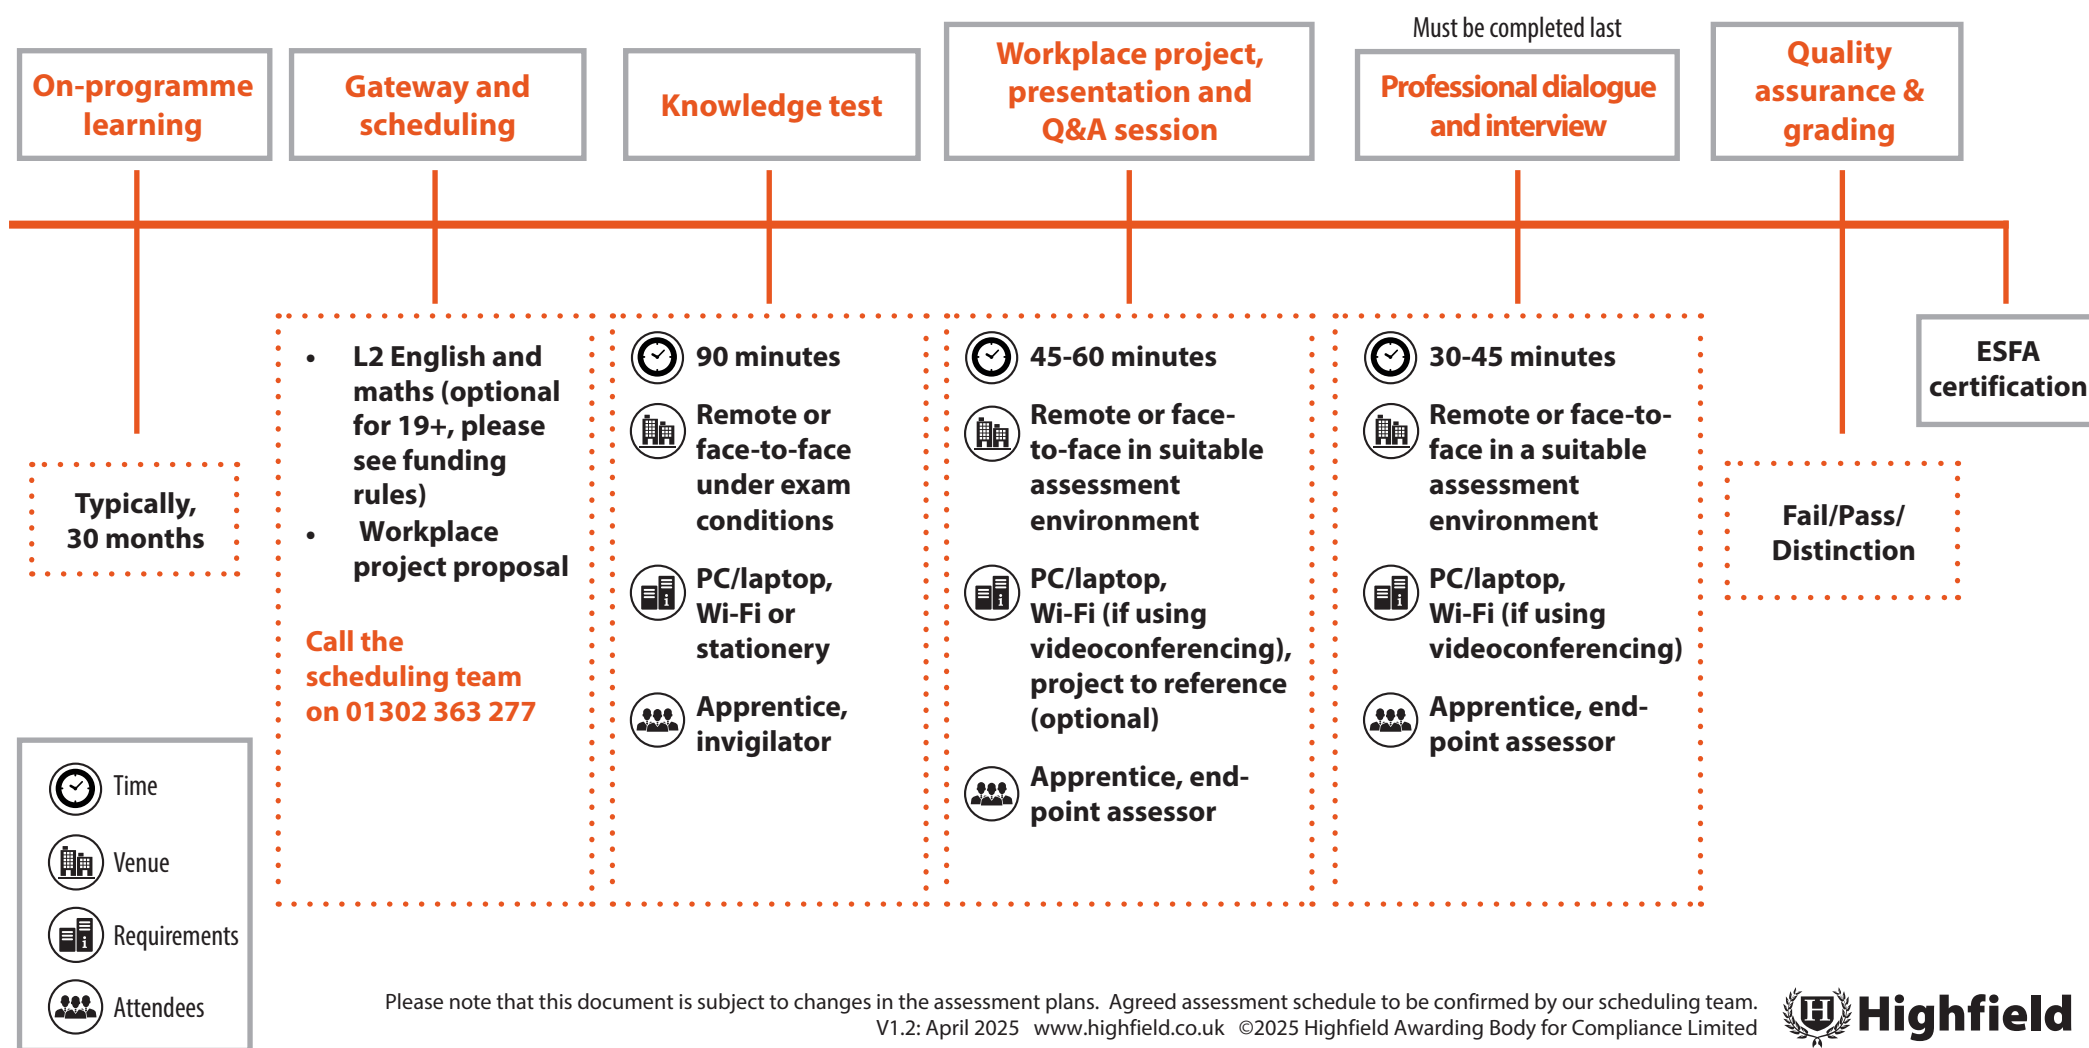 On-programme
learning
Gateway and
scheduling
Knowledge test
Workplace project,
presentation and
Q&A session
Must be completed last
Professional dialogue
and interview
Quality
assurance &
grading
Typically,
30 months
• L2 English and
maths (optional
for 19+, please
see funding
rules)
• Workplace
project proposal
Call the
scheduling team
on 01302 363 277
90 minutes
Remote or
face-to-face
under exam
conditions
PC/laptop,
Wi-Fi or
stationery
Apprentice,
invigilator
45-60 minutes
Remote or face-
to-face in suitable
assessment
environment
PC/laptop,
Wi-Fi (if using
videoconferencing),
project to reference
(optional)
Apprentice, end-
point assessor
30-45 minutes
Remote or face-to-
face in a suitable
assessment
environment
PC/laptop,
Wi-Fi (if using
videoconferencing)
Apprentice, end-
point assessor
Fail/Pass/
Distinction
ESFA
certification
Time
Venue
Requirements
Attendees
Please note that this document is subject to changes in the assessment plans. Agreed assessment schedule to be confirmed by our scheduling team.
V1.2: April 2025 www.highfield.co.uk ©2025 Highfield Awarding Body for Compliance Limited
H Highfield